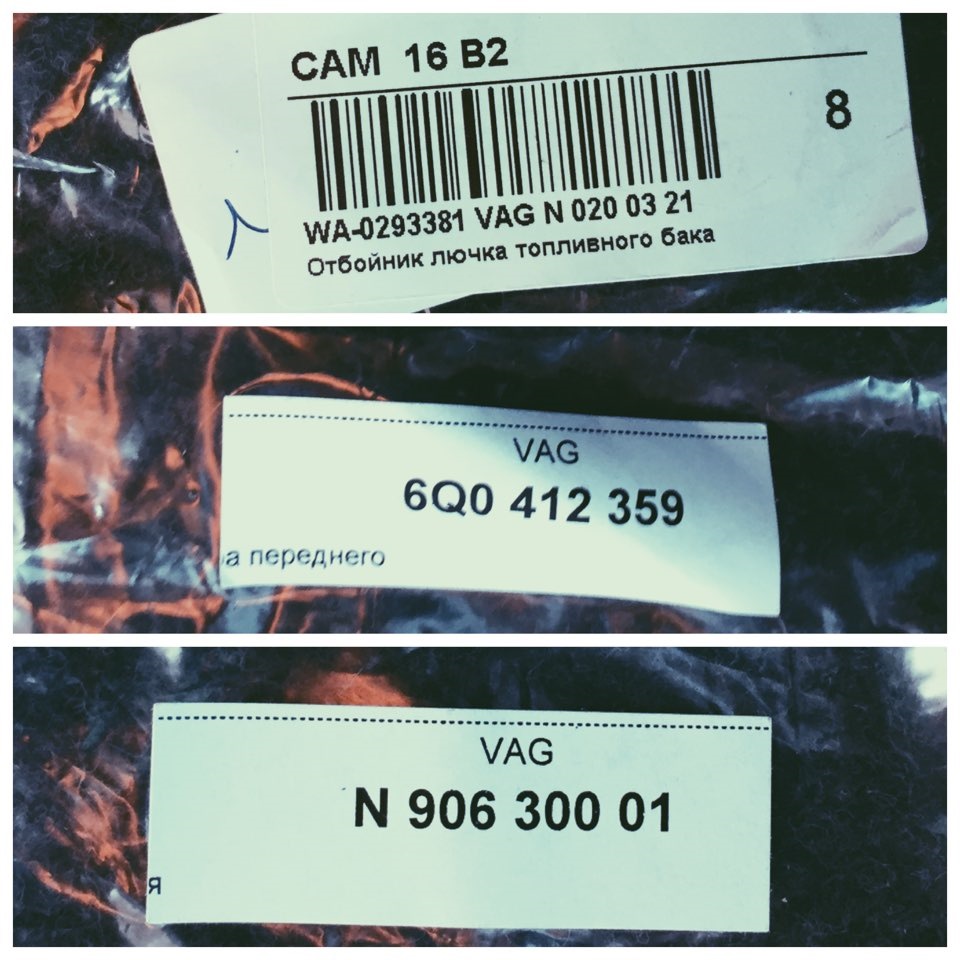 CAM 16 B2
8
WA-0293381 VAG N 020 03 21
Отбойник лючка топливного бака
VAG
6Q0 412 359
а переднего
VAG
N 906 300 01
я